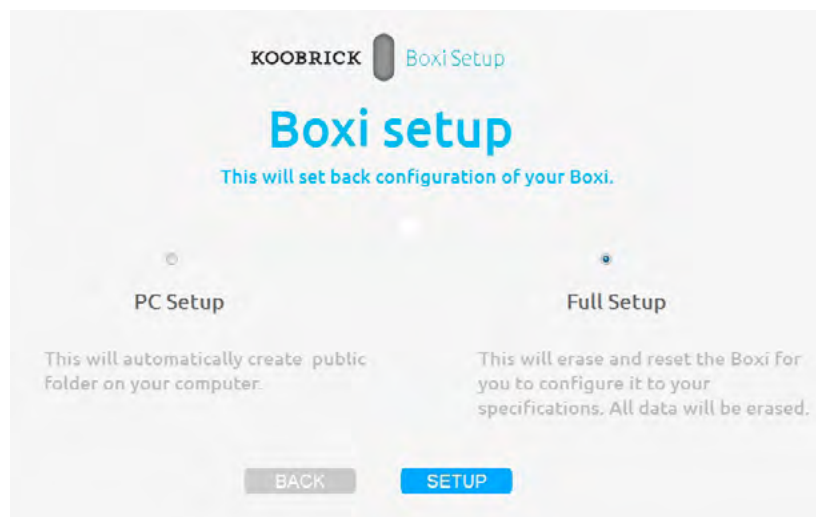 KOOBRICK Boxi Setup
Boxi setup
This will set back configuration of your Boxi.
PC Setup
Full Setup
This will automatically create public
folder on your computer.
This will erase and reset the Boxi for
you to configure it to your
specifications. All data will be erased.
BACK
SETUP